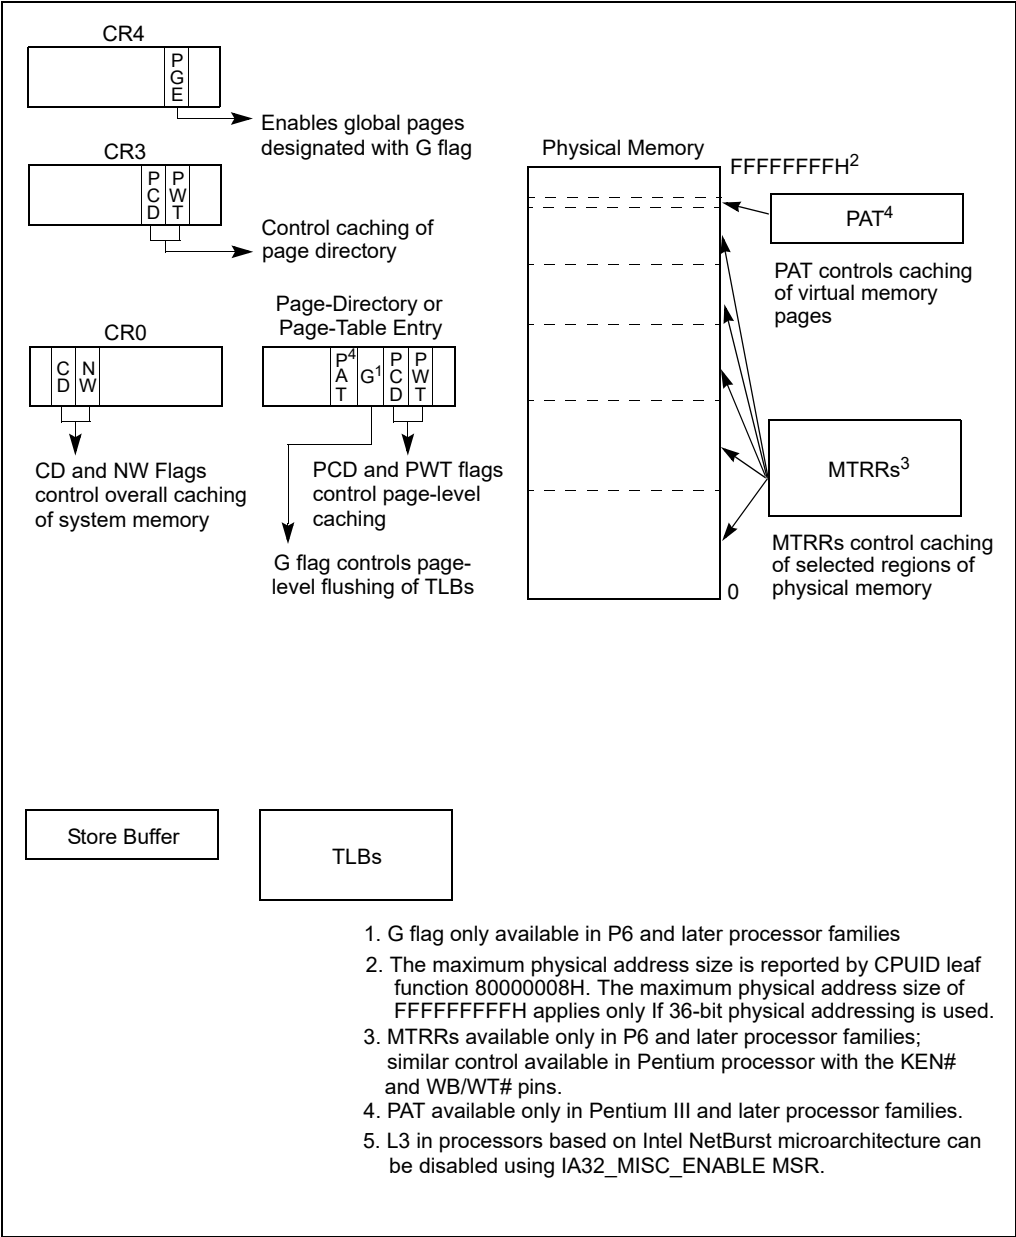 CR4
P
G
E
Enables global pages
designated with G flag
CR3
P
C
D
P
W
T
Control caching of
page directory
CR0
C
D
N
W
CD and NW Flags
control overall caching
of system memory
Page-Directory or
Page-Table Entry
P⁴
A
T
G¹
P
C
D
P
W
T
PCD and PWT flags
control page-level
caching
G flag controls page-
level flushing of TLBs
Physical Memory
FFFFFFFFH²
PAT⁴
PAT controls caching
of virtual memory
pages
MTRRs³
MTRRs control caching
of selected regions of
physical memory
0
Store Buffer
TLBs
1. G flag only available in P6 and later processor families
2. The maximum physical address size is reported by CPUID leaf
function 80000008H. The maximum physical address size of
FFFFFFFFFH applies only If 36-bit physical addressing is used.
3. MTRRs available only in P6 and later processor families;
similar control available in Pentium processor with the KEN#
and WB/WT# pins.
4. PAT available only in Pentium III and later processor families.
5. L3 in processors based on Intel NetBurst microarchitecture can
be disabled using IA32_MISC_ENABLE MSR.